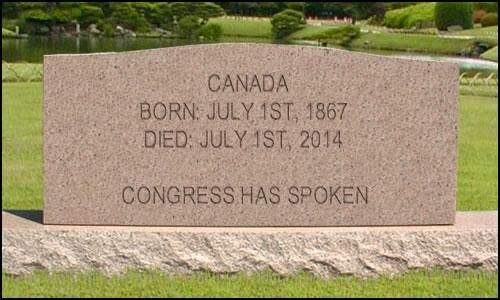 CANADA
BORN: JULY 1ST, 1867
DIED: JULY 1ST, 2014
CONGRESS HAS SPOKEN